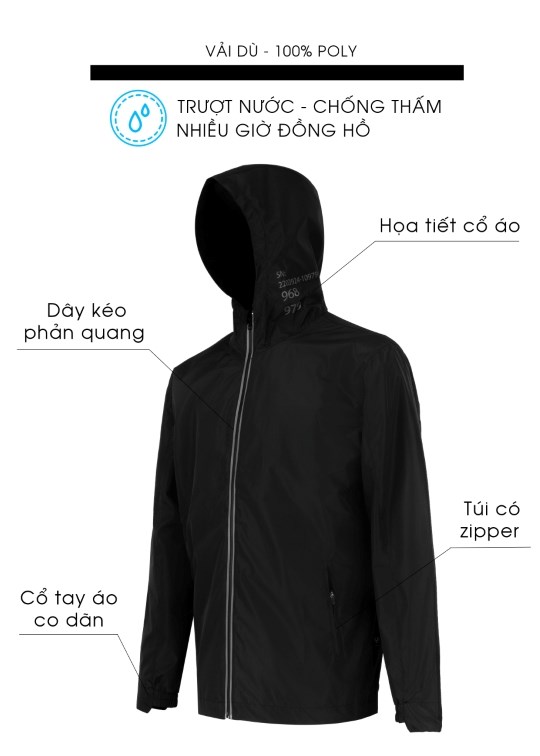 VẢI DÙ - 100% POLY
TRƯỢT NƯỚC - CHỐNG THẤM
NHIỀU GIỜ ĐỒNG HỒ
Họa tiết cổ áo
968
Dây kéo
phản quang
Túi có
zipper
Cổ tay áo
co dãn